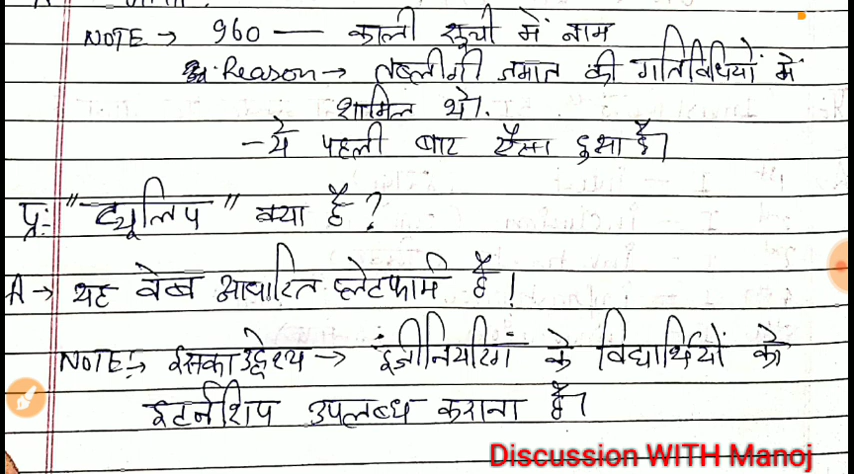 NOTE → 960 — काली सूची में नाम
Reason → तब्लीगी जमात की गतिविधियों में
शामिल थे।
- ये पहली बार ऐसा हुआ है।
प्र:- "ट्यूलिप" क्या है?
A → यह वेब्ब आधारित प्लेटफार्म है!
NOTE:→ इसका उद्देश्य → इंजीनियरिंग के विद्यार्थियों को
इंटर्नशिप उपलब्ध कराना है।
Discussion WITH Manoj